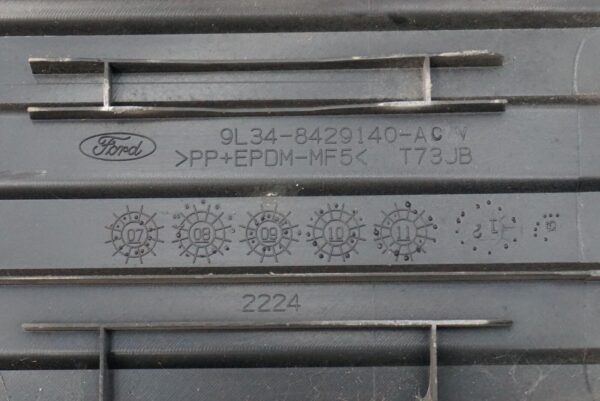 Ford
9L34-8429140-AC
>PP+EPDM-MF5< T73JB
07 08 09 10 11
2224